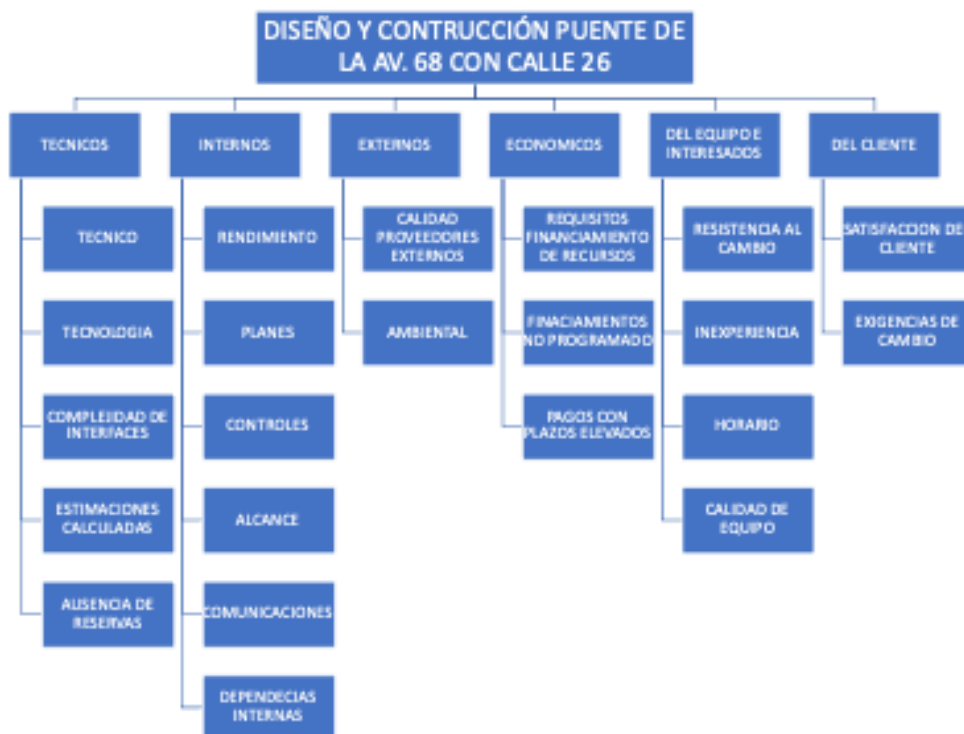 DISEÑO Y CONTRUCCIÓN PUENTE DE
LA AV. 68 CON CALLE 26
TECNICOS
TECNICO
TECNOLOGIA
COMPLEJIDAD DE
INTERFACES
ESTIMACIONES
CALCULADAS
AUSENCIA DE
RESERVAS
INTERNOS
RENDIMIENTO
PLANES
CONTROLES
ALCANCE
COMUNICACIONES
DEPENDECIAS
INTERNAS
EXTERNOS
CALIDAD
PROVEEDORES
EXTERNOS
AMBIENTAL
ECONOMICOS
REQUISITOS
FINANCIAMIENTO
DE RECURSOS
FINACIAMIENTOS
NO PROGRAMADO
PAGOS CON
PLAZOS ELEVADOS
DEL EQUIPO E
INTERESADOS
RESISTENCIA AL
CAMBIO
INEXPERIENCIA
HORARIO
CALIDAD DE
EQUIPO
DEL CLIENTE
SATISFACCION DE
CLIENTE
EXIGENCIAS DE
CAMBIO